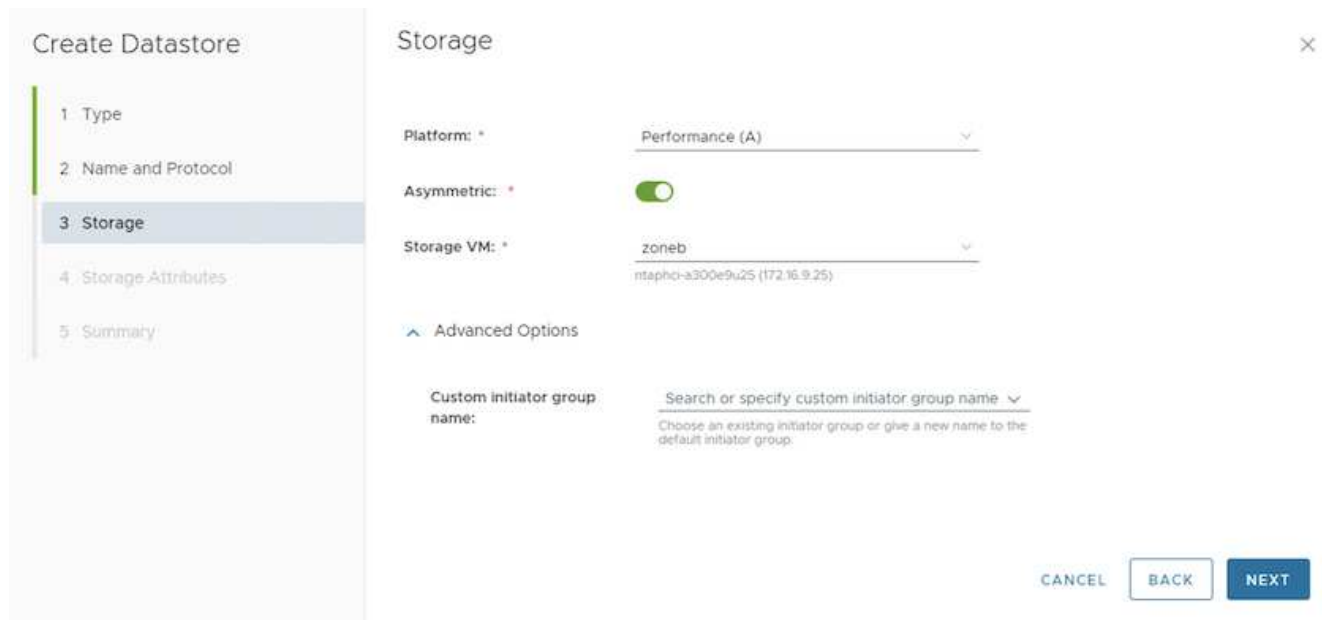 Create Datastore
1 Type
2 Name and Protocol
3 Storage
4 Storage Attributes
5 Summary
Storage
Platform: *
Performance (A)
Asymmetric: *
Storage VM: *
zoneb
ntaphci-a300e9u25 (172.16.9.25)
Advanced Options
Custom initiator group
name:
Search or specify custom initiator group name
Choose an existing initiator group or give a new name to the
default initiator group.
CANCEL
BACK
NEXT